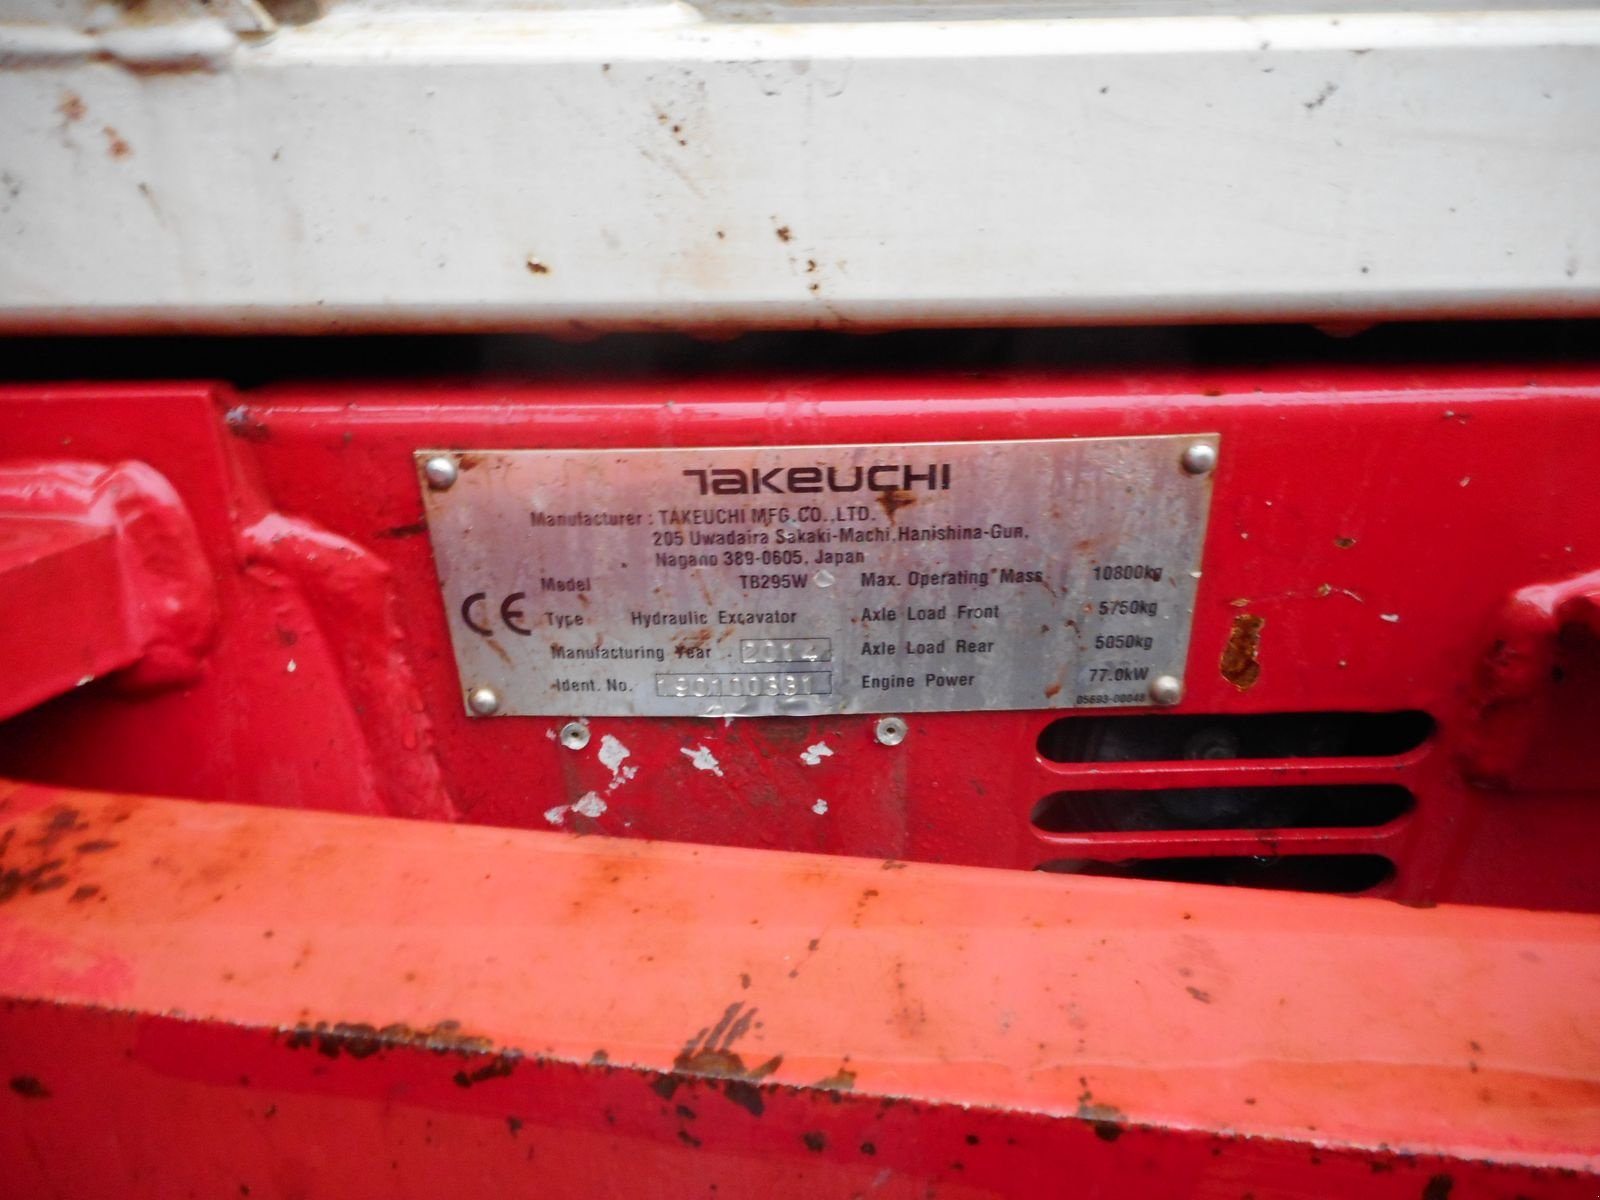 TAKEUCHI
Manufacturer : TAKEUCHI MFG.CO.,LTD.
205 Uwadaira Sakaki-Machi,Hanishina-Gun,
Nagano 389-0605, Japan
Model TB295W Max. Operating Mass 10800kg
CE Type Hydraulic Excavator Axle Load Front 5750kg
Manufacturing Year 2014 Axle Load Rear 5050kg
Ident. No. Engine Power 77.0kW
05693-00048